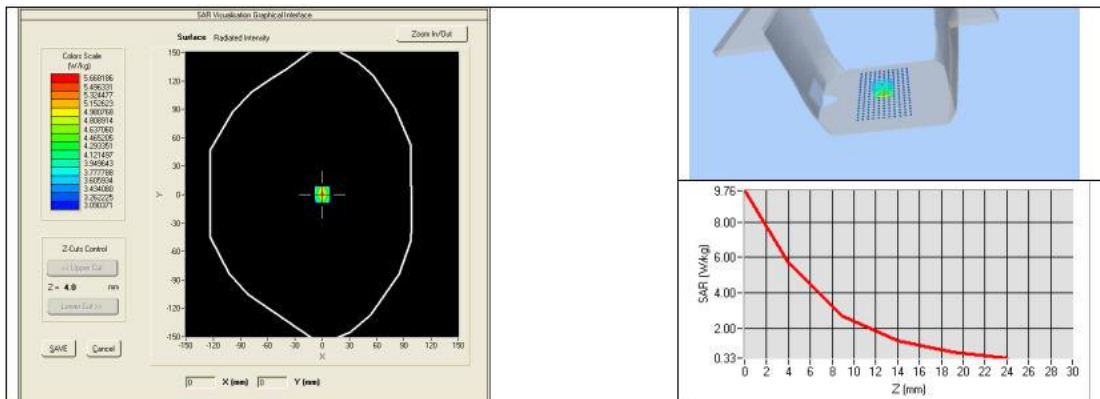 SAR Visualisation Graphical Interface
Surface Radiated Intensity
Zoom In/Out
Colors Scale
(W/kg)
5.668186
5.496331
5.324477
5.152623
4.980768
4.808914
4.637060
4.465205
4.293351
4.121497
3.949643
3.777788
3.605934
3.434080
3.262225
3.090371
Z-Cuts Control
<< Upper Cut
Z = 4.0 mm
Lower Cut >>
SAVE Cancel
150
120
90
60
30
Y 0
-30
-60
-90
-120
-150
-150 -120 -90 -60 -30 0 30 60 90 120 150
X
0 X (mm) 0 Y (mm)
9.76
8.00
6.00
4.00
2.00
0.33
SAR (W/kg)
0 2 4 6 8 10 12 14 16 18 20 22 24 26 28 30
Z (mm)